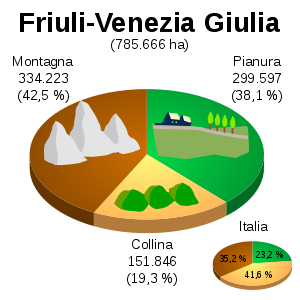 Friuli-Venezia Giulia
(785.666 ha)
Montagna
334.223
(42,5 %)
Pianura
299.597
(38,1 %)
Collina
151.846
(19,3 %)
Italia
35,2 %
23,2 %
41,6 %